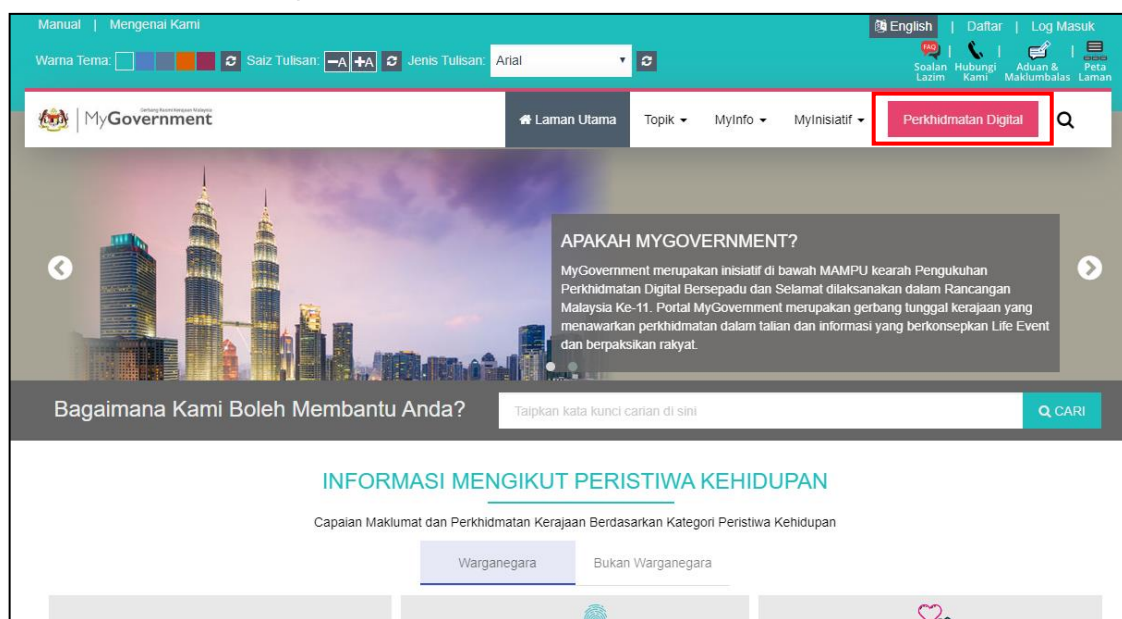 Manual | Mengenai Kami
English | Daftar | Log Masuk
Warna Tema:
Saiz Tulisan: -A +A
Jenis Tulisan: Arial
FAQ
Soalan Lazim
Hubungi Kami
Aduan & Maklumbalas
Peta Laman
MyGovernment
Laman Utama
Topik
MyInfo
MyInisiatif
Perkhidmatan Digital
APAKAH MYGOVERNMENT?
MyGovernment merupakan inisiatif di bawah MAMPU kearah Pengukuhan
Perkhidmatan Digital Bersepadu dan Selamat dilaksanakan dalam Rancangan
Malaysia Ke-11. Portal MyGovernment merupakan gerbang tunggal kerajaan yang
menawarkan perkhidmatan dalam talian dan informasi yang berkonsepkan Life Event
dan berpaksikan rakyat.
Bagaimana Kami Boleh Membantu Anda?
Taipkan kata kunci carian di sini
CARI
INFORMASI MENGIKUT PERISTIWA KEHIDUPAN
Capaian Maklumat dan Perkhidmatan Kerajaan Berdasarkan Kategori Peristiwa Kehidupan
Warganegara
Bukan Warganegara